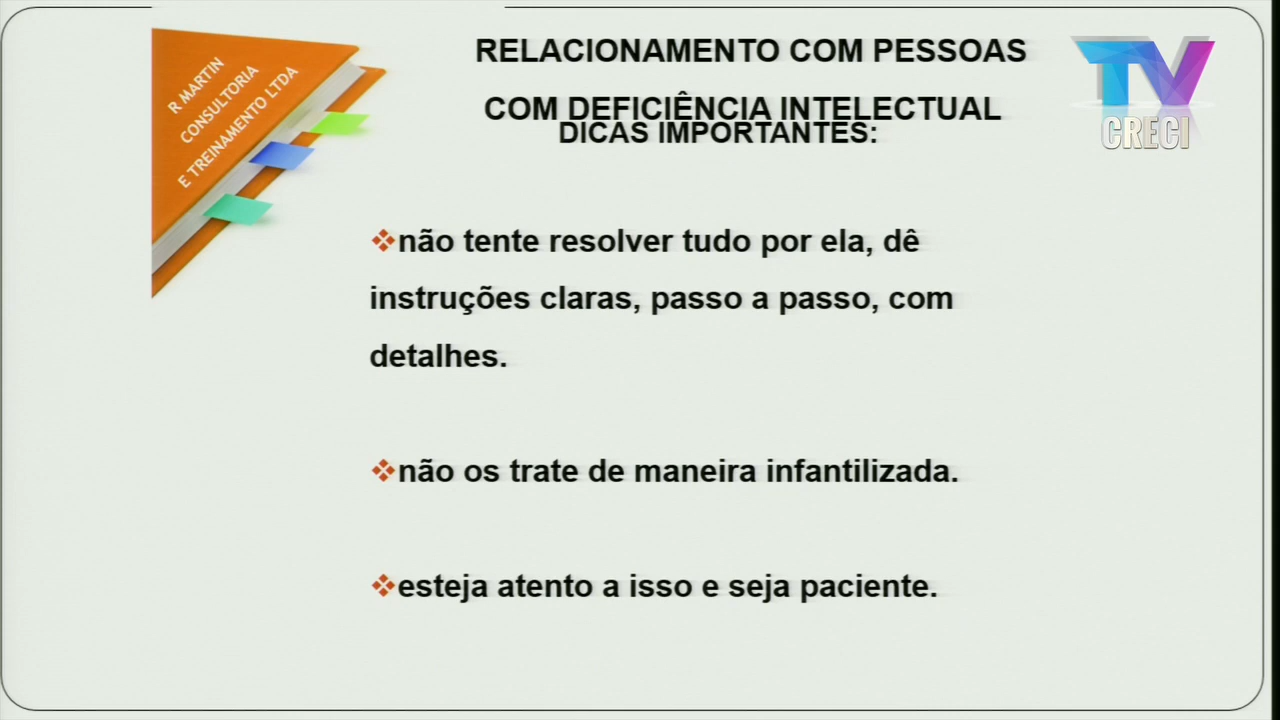 R MARTIN
CONSULTORIA
E TREINAMENTO LTDA
RELACIONAMENTO COM PESSOAS
COM DEFICIÊNCIA INTELECTUAL
DICAS IMPORTANTES:
TV
CRECI
não tente resolver tudo por ela, dê
instruções claras, passo a passo, com
detalhes.
não os trate de maneira infantilizada.
esteja atento a isso e seja paciente.